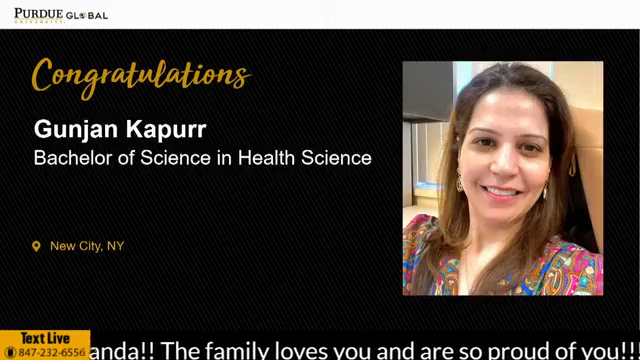 PURDUE GLOBAL
UNIVERSITY
Congratulations
Gunjan Kapurr
Bachelor of Science in Health Science
New City, NY
Text Live
847-232-6556
anda!! The family loves you and are so proud of you!!!